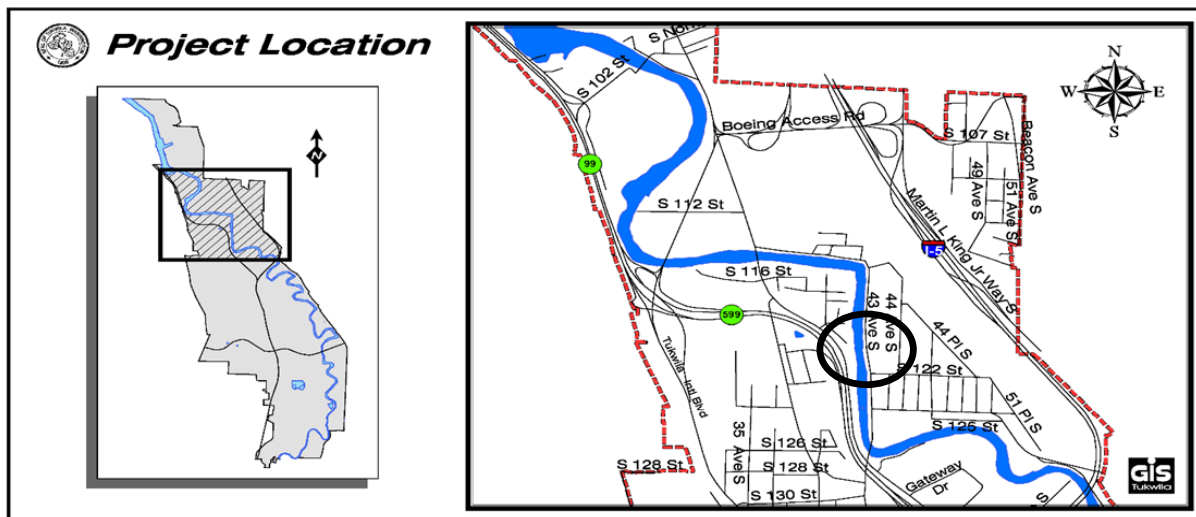 Project Location
N
S Norf
S 102 St
Boeing Access Rd
N
W
E
S
S 107 St
Beacon Ave S
49 Ave S
51 Ave S
99
S 112 St
Martin L King Jr Way S
I-5
S 116 St
43 Ave S
44 Ave S
599
44 Pl S
Tukwila Intl Blvd
S 122 St
51 Pl S
35 Ave S
S 125 St
S 126 St
S 128 St
S 128 St
S 130 St
Gateway
Dr
S
GIS
Tukwila